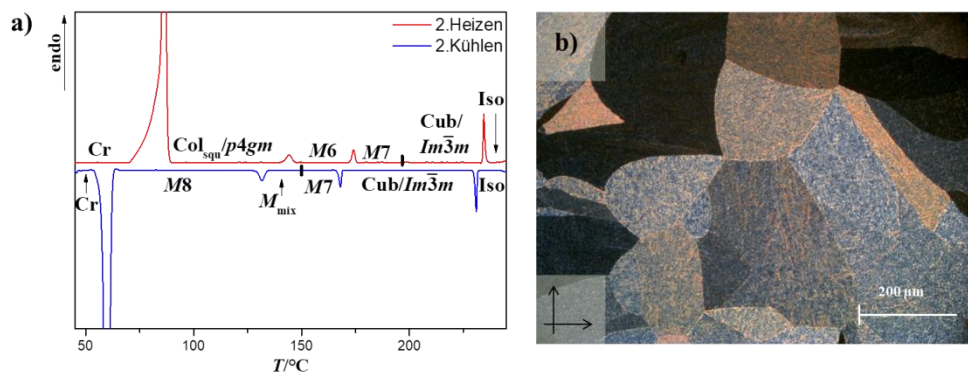 a)
endo
2.Heizen
2.Kühlen
Iso
Cub/
Im3̅m
Cr
Col_squ/p4gm
M6
M7
M8
M_mix
M7
Cub/Im3̅m
Iso
Cr
50
100
150
200
T/°C
b)
200 µm